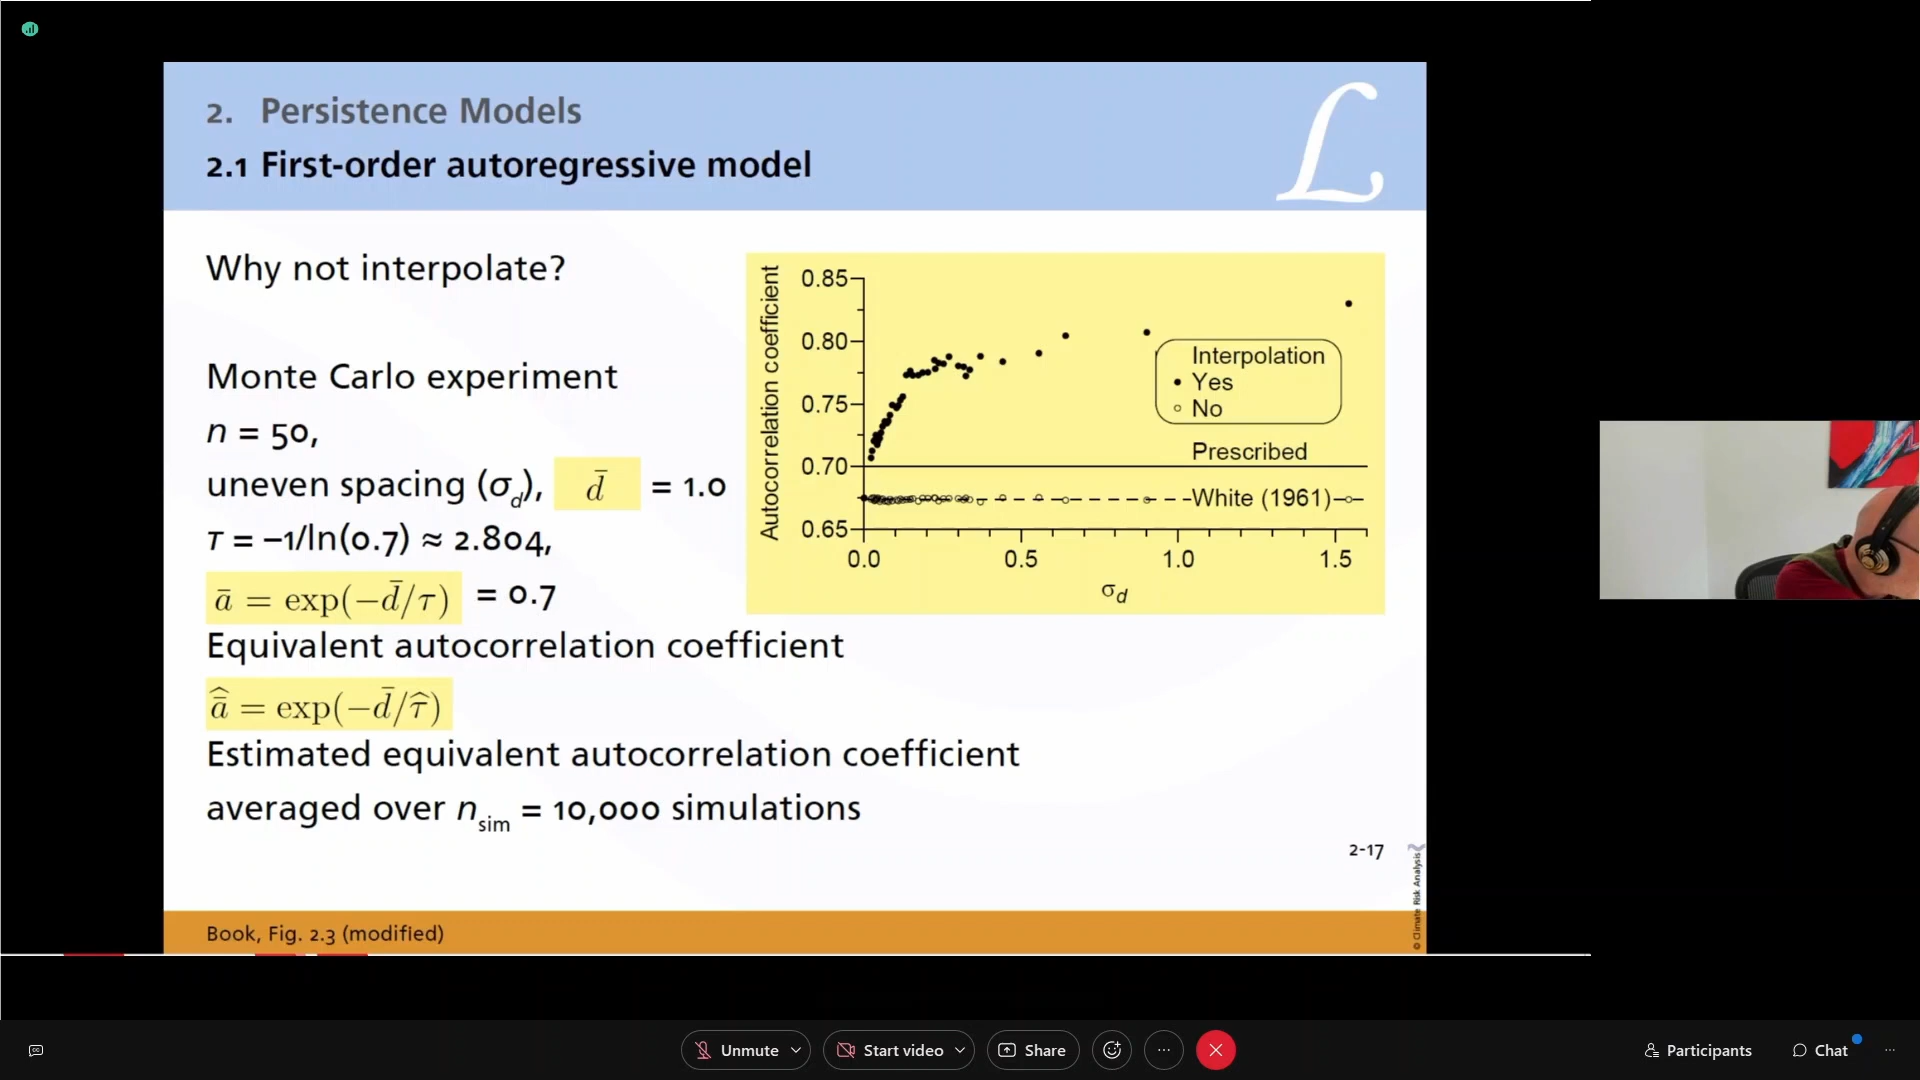 2. Persistence Models
ℒ
2.1 First-order autoregressive model
Why not interpolate?
Monte Carlo experiment
n = 50,
uneven spacing (σd), d̄ = 1.0
τ = −1/ln(0.7) ≈ 2.804,
ā = exp(−d̄/τ) = 0.7
Equivalent autocorrelation coefficient
ā̂ = exp(−d̄/τ̂)
Estimated equivalent autocorrelation coefficient
averaged over nsim = 10,000 simulations
Autocorrelation coefficient
0.85
0.80
0.75
0.70
0.65
0.0 0.5 1.0 1.5
σd
Interpolation
Yes
No
Prescribed
White (1961)
2-17
© Climate Risk Analysis
Book, Fig. 2.3 (modified)
CC
Unmute
Start video
Share
Participants
Chat